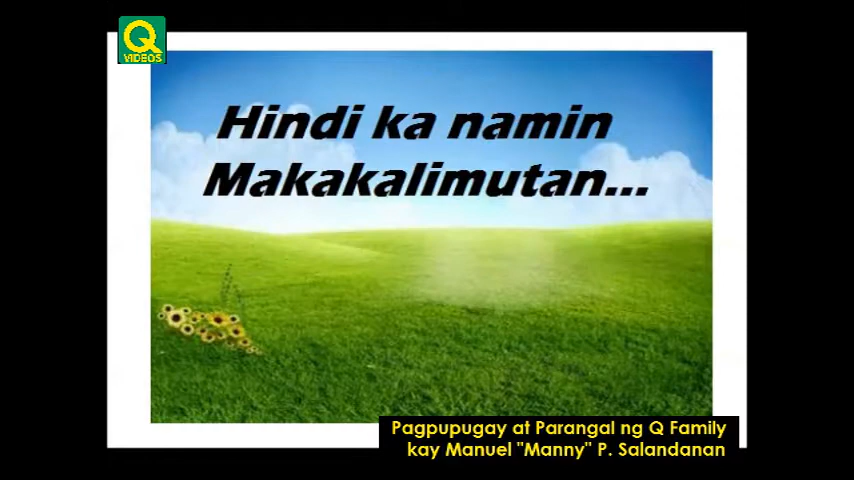 Q
VIDEOS
Hindi ka namin
Makakalimutan...
Pagpupugay at Parangal ng Q Family
kay Manuel "Manny" P. Salandanan